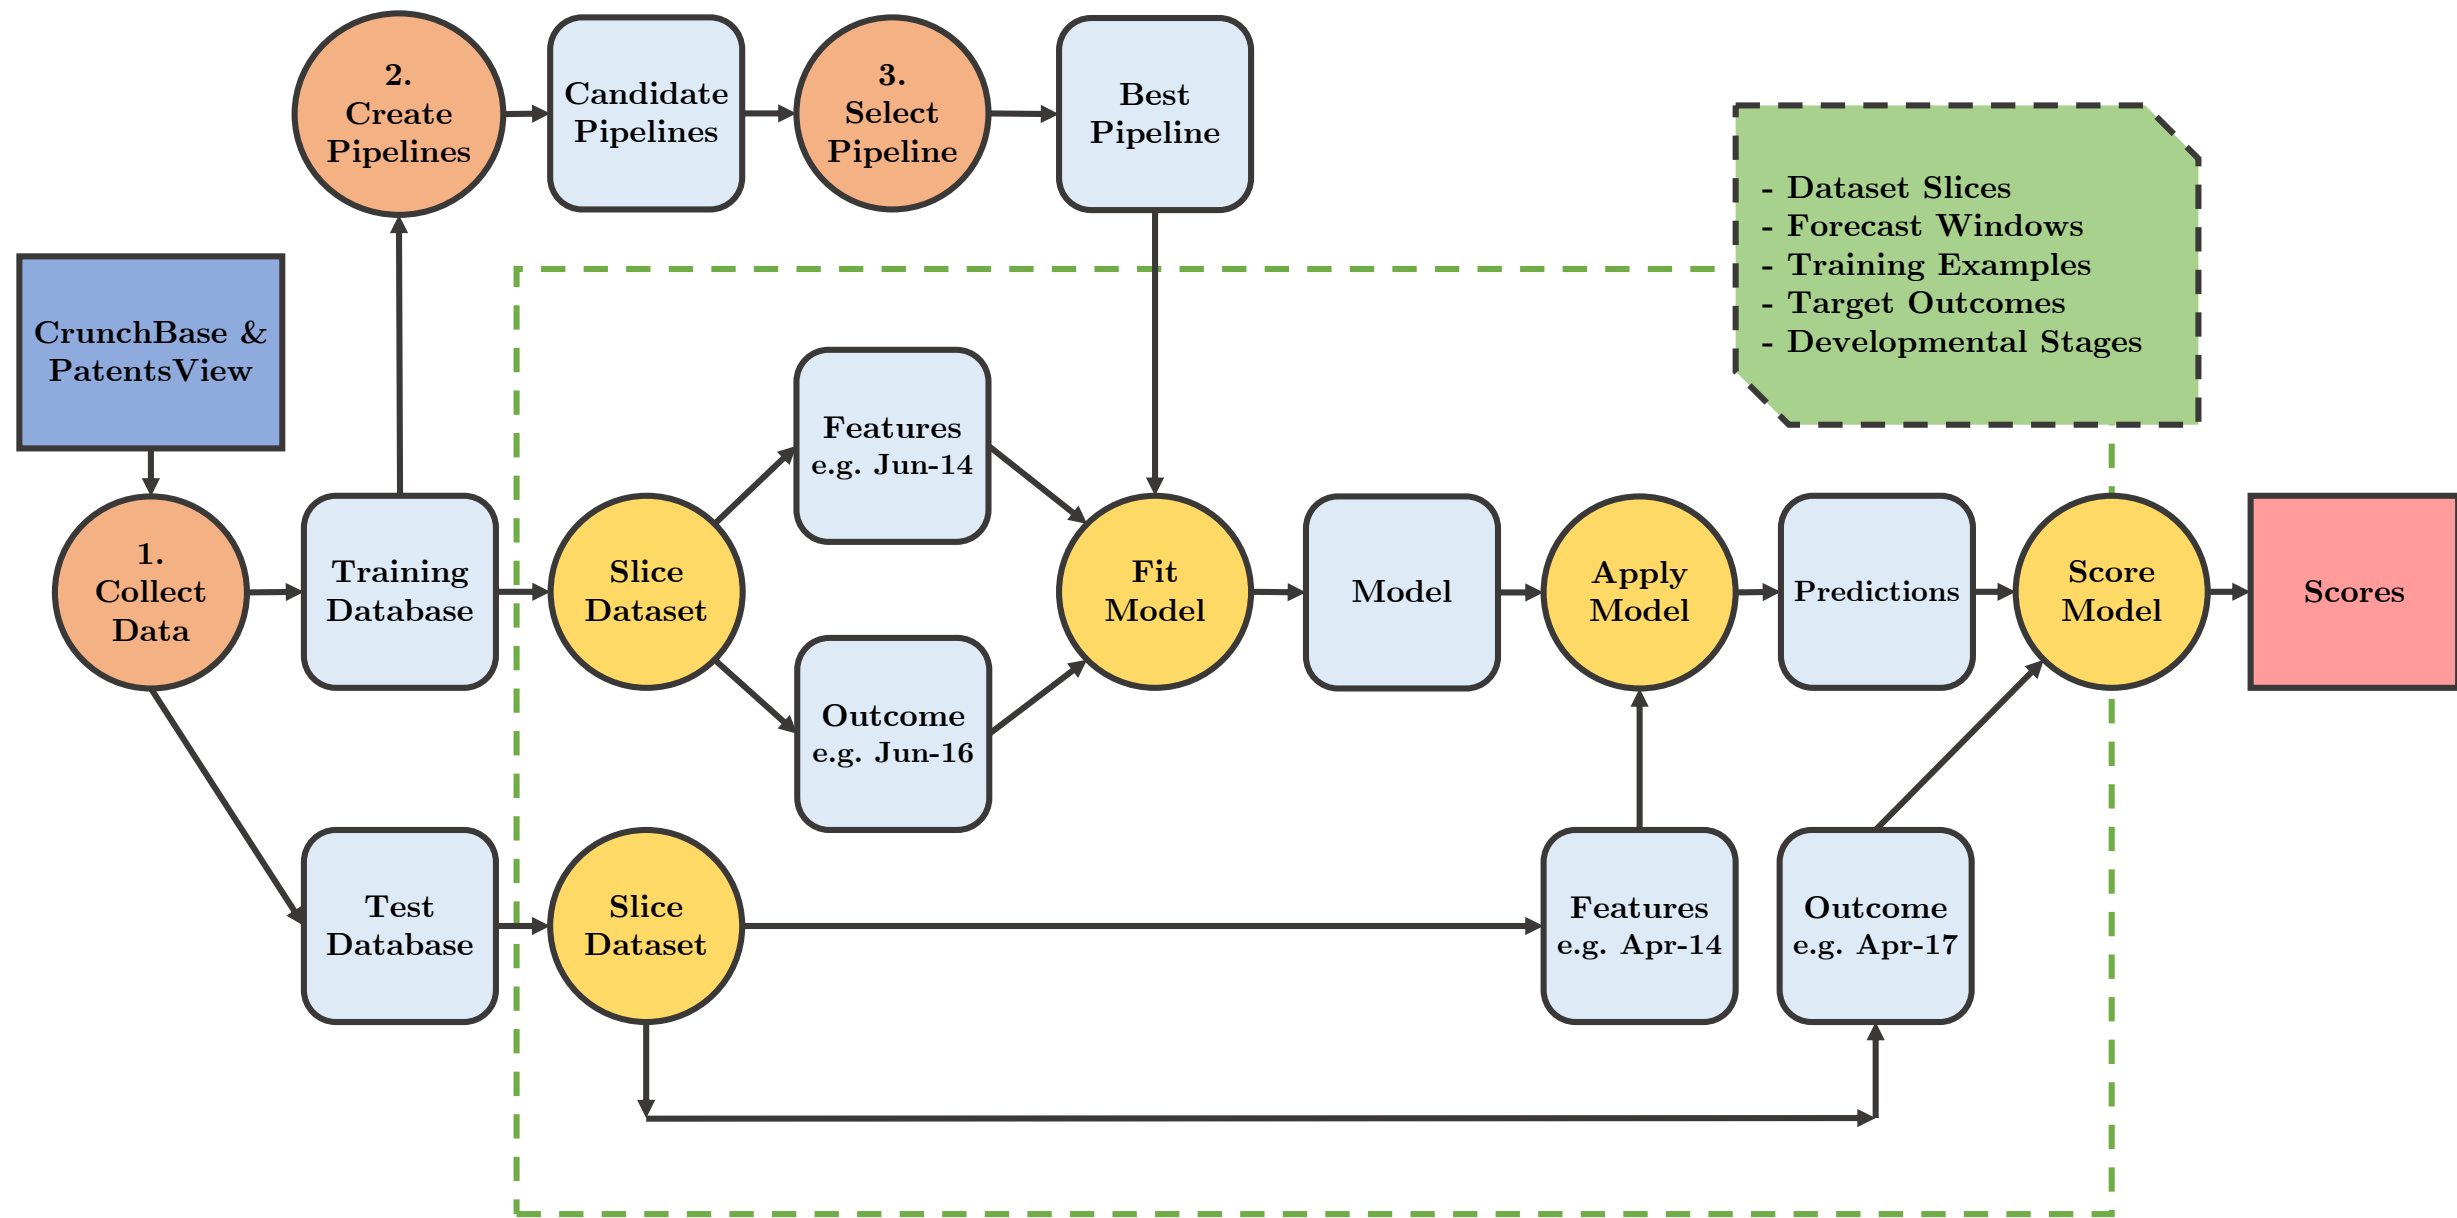 2.
Create
Pipelines
Candidate
Pipelines
3.
Select
Pipeline
Best
Pipeline
- Dataset Slices
- Forecast Windows
- Training Examples
- Target Outcomes
- Developmental Stages
CrunchBase &
PatentsView
Features
e.g. Jun-14
1.
Collect
Data
Training
Database
Slice
Dataset
Fit
Model
Model
Apply
Model
Predictions
Score
Model
Scores
Outcome
e.g. Jun-16
Test
Database
Slice
Dataset
Features
e.g. Apr-14
Outcome
e.g. Apr-17